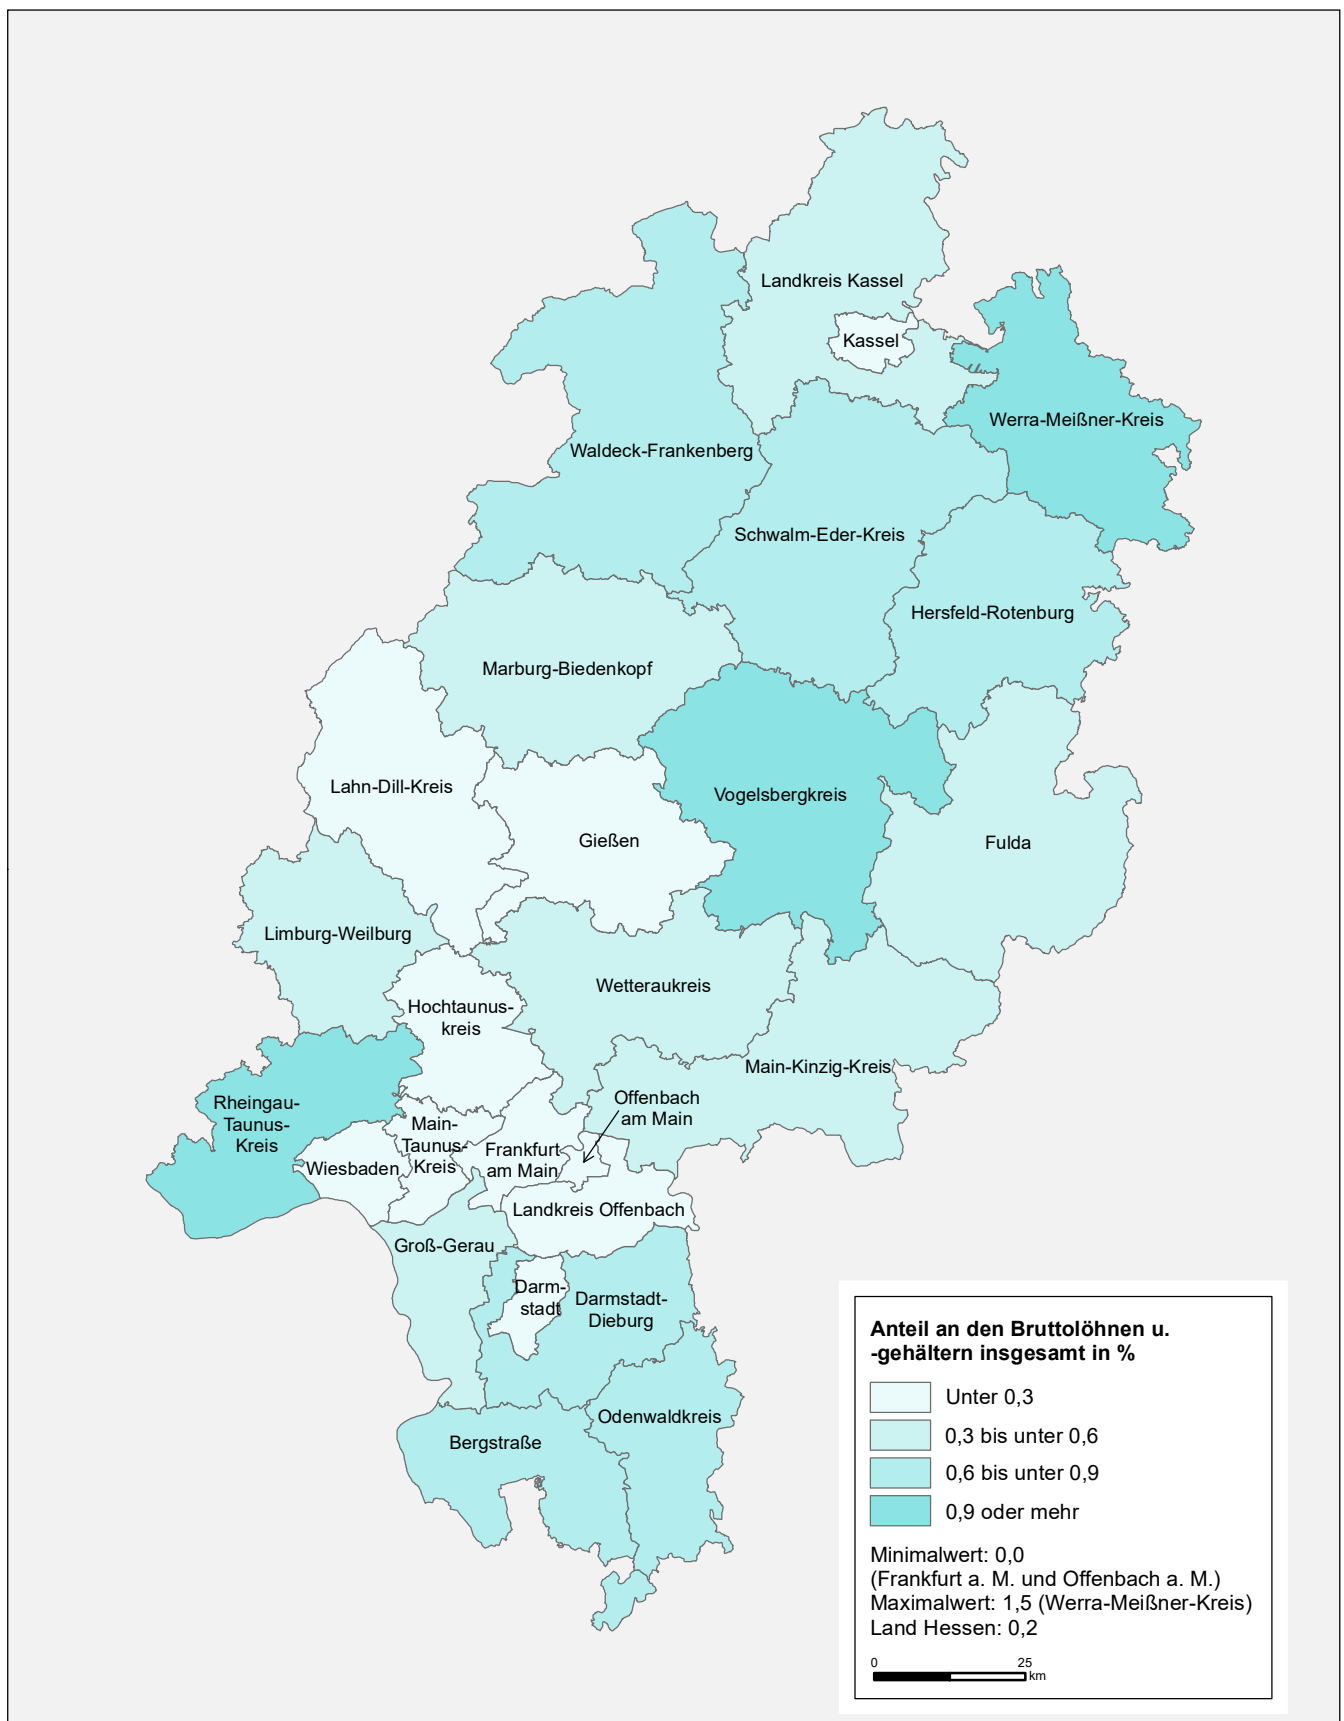 Landkreis Kassel
Kassel
Werra-Meißner-Kreis
Waldeck-Frankenberg
Schwalm-Eder-Kreis
Hersfeld-Rotenburg
Marburg-Biedenkopf
Lahn-Dill-Kreis
Vogelsbergkreis
Gießen
Fulda
Limburg-Weilburg
Wetteraukreis
Hochtaunus-
kreis
Main-Kinzig-Kreis
Offenbach
am Main
Rheingau-
Taunus-
Kreis
Main-
Taunus-
Kreis
Frankfurt
am Main
Wiesbaden
Landkreis Offenbach
Groß-Gerau
Darm-
stadt
Darmstadt-
Dieburg
Odenwaldkreis
Bergstraße
Anteil an den Bruttolöhnen u.
-gehältern insgesamt in %
Unter 0,3
0,3 bis unter 0,6
0,6 bis unter 0,9
0,9 oder mehr
Minimalwert: 0,0
(Frankfurt a. M. und Offenbach a. M.)
Maximalwert: 1,5 (Werra-Meißner-Kreis)
Land Hessen: 0,2
0 25
km